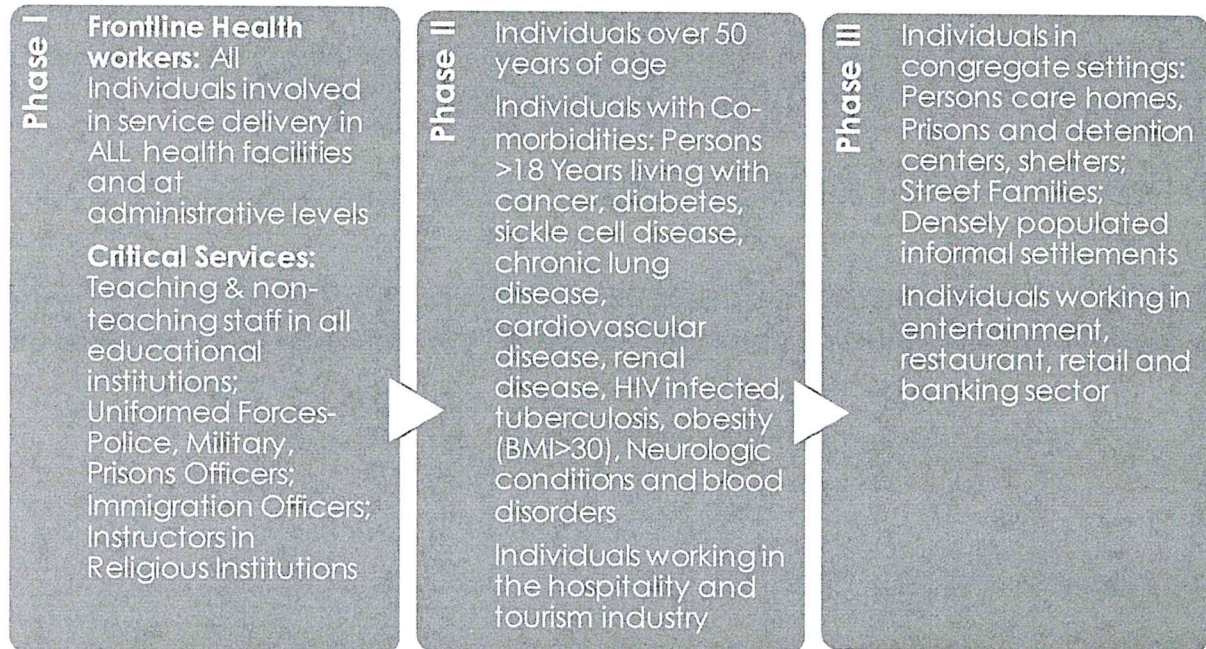 Phase I
Frontline Health
workers: All
Individuals involved
in service delivery in
ALL health facilities
and at
administrative levels
Critical Services:
Teaching & non-
teaching staff in all
educational
institutions;
Uniformed Forces-
Police, Military,
Prisons Officers;
Immigration Officers;
Instructors in
Religious Institutions
Phase II
Individuals over 50
years of age
Individuals with Co-
morbidities: Persons
>18 Years living with
cancer, diabetes,
sickle cell disease,
chronic lung
disease,
cardiovascular
disease, renal
disease, HIV infected,
tuberculosis, obesity
(BMI>30), Neurologic
conditions and blood
disorders
Individuals working in
the hospitality and
tourism industry
Phase III
Individuals in
congregate settings:
Persons care homes,
Prisons and detention
centers, shelters;
Street Families;
Densely populated
informal settlements
Individuals working in
entertainment,
restaurant, retail and
banking sector